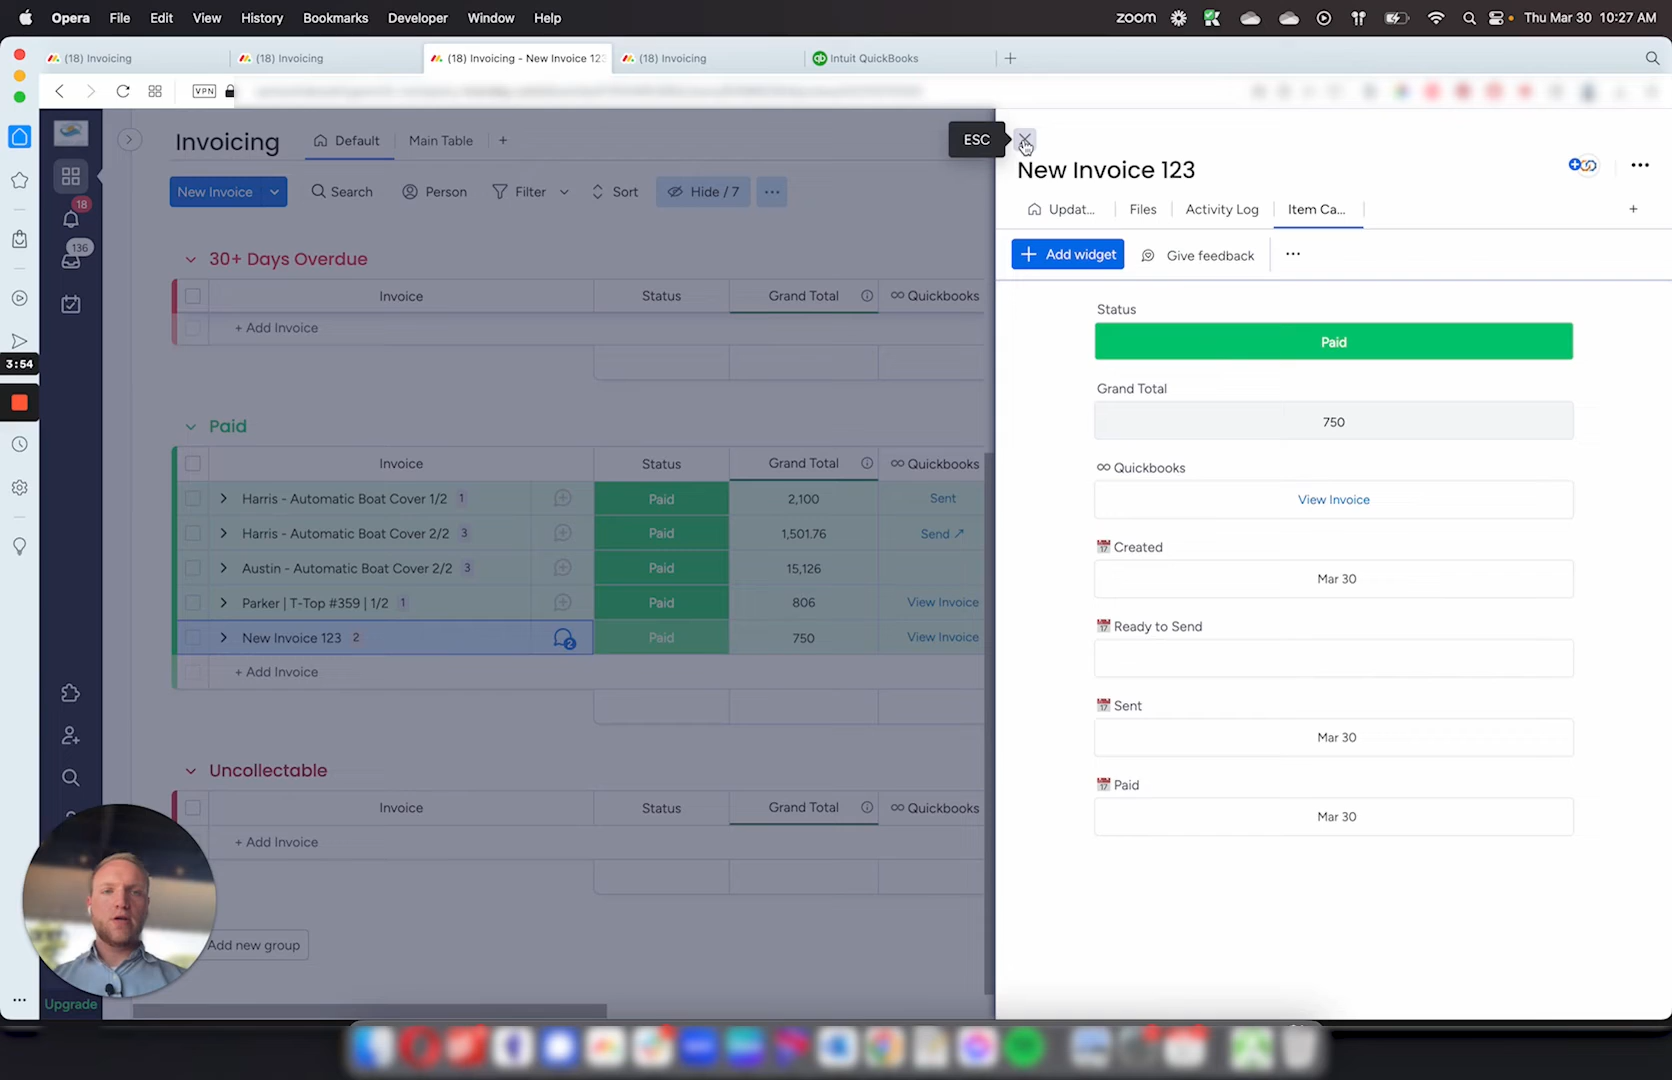 Opera File Edit View History Bookmarks Developer Window Help
zoom Thu Mar 30 10:27 AM
(18) Invoicing
(18) Invoicing
(18) Invoicing - New Invoice 123
(18) Invoicing
Intuit QuickBooks
VPN
Invoicing
Default
Main Table
New Invoice
Search
Person
Filter
Sort
Hide / 7
18
136
3:54
30+ Days Overdue
Invoice Status Grand Total Quickbooks
+ Add Invoice
Paid
Invoice Status Grand Total Quickbooks
Harris - Automatic Boat Cover 1/2 1 Paid 2,100 Sent
Harris - Automatic Boat Cover 2/2 3 Paid 1,501.76 Send ↗
Austin - Automatic Boat Cover 2/2 3 Paid 15,126
Parker | T-Top #359 | 1/2 1 Paid 806 View Invoice
New Invoice 123 2 2 Paid 750 View Invoice
+ Add Invoice
Uncollectable
Invoice Status Grand Total Quickbooks
+ Add Invoice
Add new group
Upgrade
ESC
New Invoice 123
Updat...
Files
Activity Log
Item Ca...
+ Add widget
Give feedback
Status
Paid
Grand Total
750
Quickbooks
View Invoice
Created
Mar 30
Ready to Send
Sent
Mar 30
Paid
Mar 30